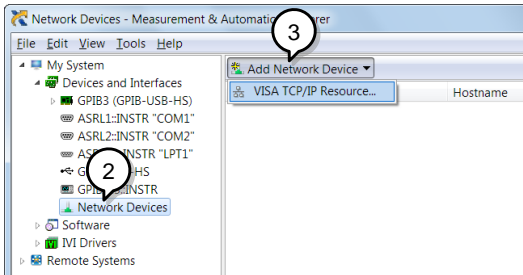 Network Devices - Measurement & Automati rer
3
File Edit View Tools Help
My System
Devices and Interfaces
GPIB3 (GPIB-USB-HS)
ASRL1::INSTR "COM1"
ASRL2::INSTR "COM2"
INSTR "LPT1"
2
HS
INSTR
Network Devices
Software
IVI Drivers
Remote Systems
Add Network Device
VISA TCP/IP Resource...
Hostname